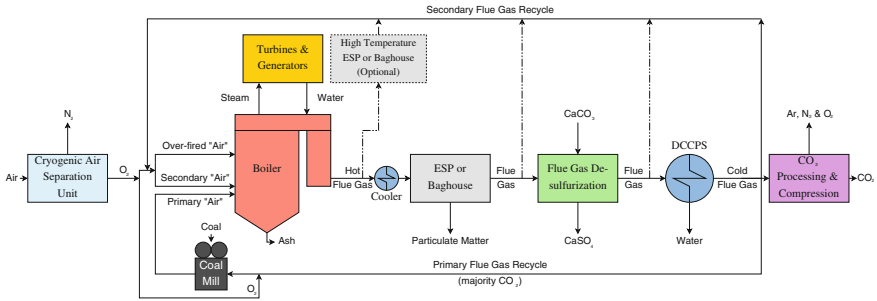 Secondary Flue Gas Recycle
Turbines &
Generators
High Temperature
ESP or Baghouse
(Optional)
Steam
Water
N₂
CaCO₃
Ar, N₂ & O₂
Over-fired "Air"
DCCPS
Air
Cryogenic Air
Separation
Unit
O₂
Secondary "Air"
Primary "Air"
Boiler
Hot
Flue Gas
Cooler
ESP or
Baghouse
Flue
Gas
Flue Gas De-
sulfurization
Flue
Gas
Cold
Flue Gas
CO₂
Processing &
Compression
CO₂
Coal
Ash
Particulate Matter
CaSO₄
Water
Coal
Mill
O₂
Primary Flue Gas Recycle
(majority CO₂)